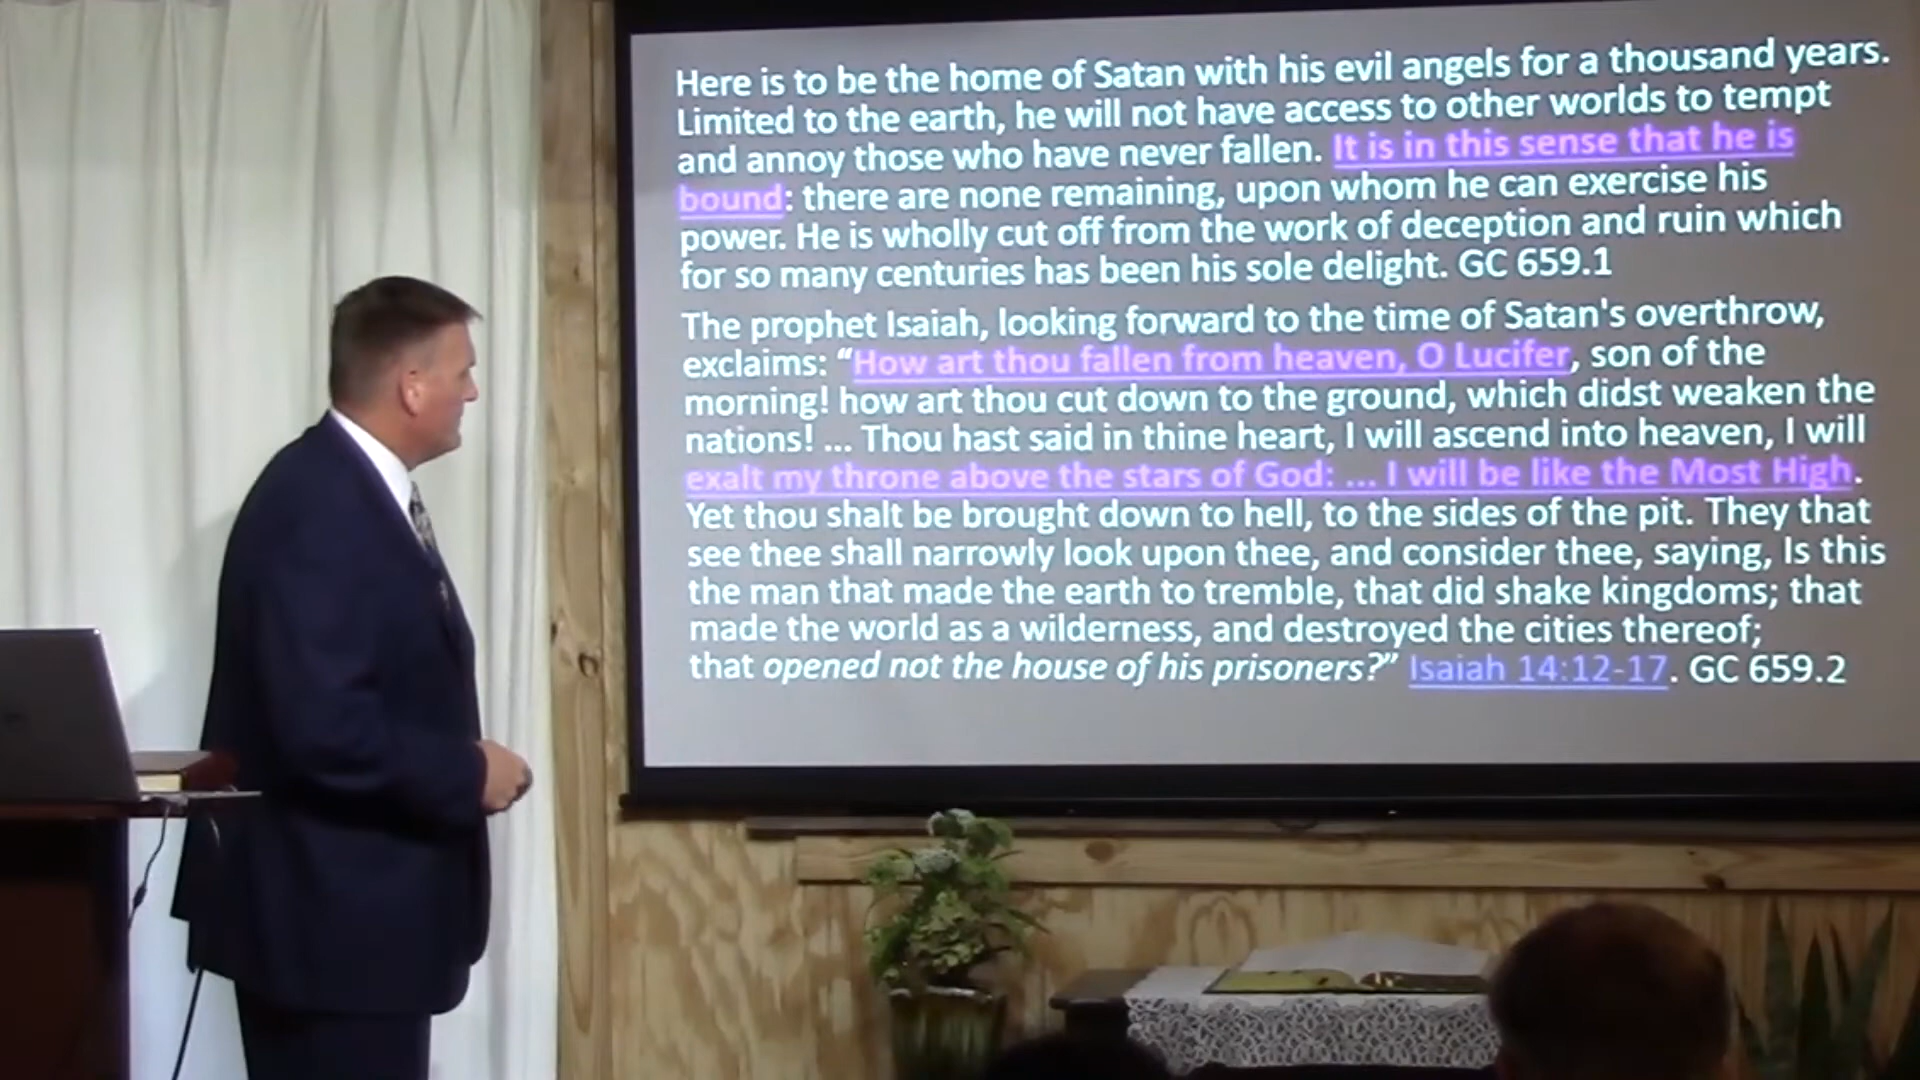 Here is to be the home of Satan with his evil angels for a thousand years.
Limited to the earth, he will not have access to other worlds to tempt
and annoy those who have never fallen. It is in this sense that he is
bound: there are none remaining, upon whom he can exercise his
power. He is wholly cut off from the work of deception and ruin which
for so many centuries has been his sole delight. GC 659.1
The prophet Isaiah, looking forward to the time of Satan's overthrow,
exclaims: “How art thou fallen from heaven, O Lucifer, son of the
morning! how art thou cut down to the ground, which didst weaken the
nations! ... Thou hast said in thine heart, I will ascend into heaven, I will
exalt my throne above the stars of God: ... I will be like the Most High.
Yet thou shalt be brought down to hell, to the sides of the pit. They that
see thee shall narrowly look upon thee, and consider thee, saying, Is this
the man that made the earth to tremble, that did shake kingdoms; that
made the world as a wilderness, and destroyed the cities thereof;
that opened not the house of his prisoners?” Isaiah 14:12-17. GC 659.2